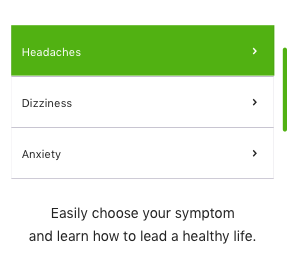 Headaches
Dizziness
Anxiety
Easily choose your symptom
and learn how to lead a healthy life.